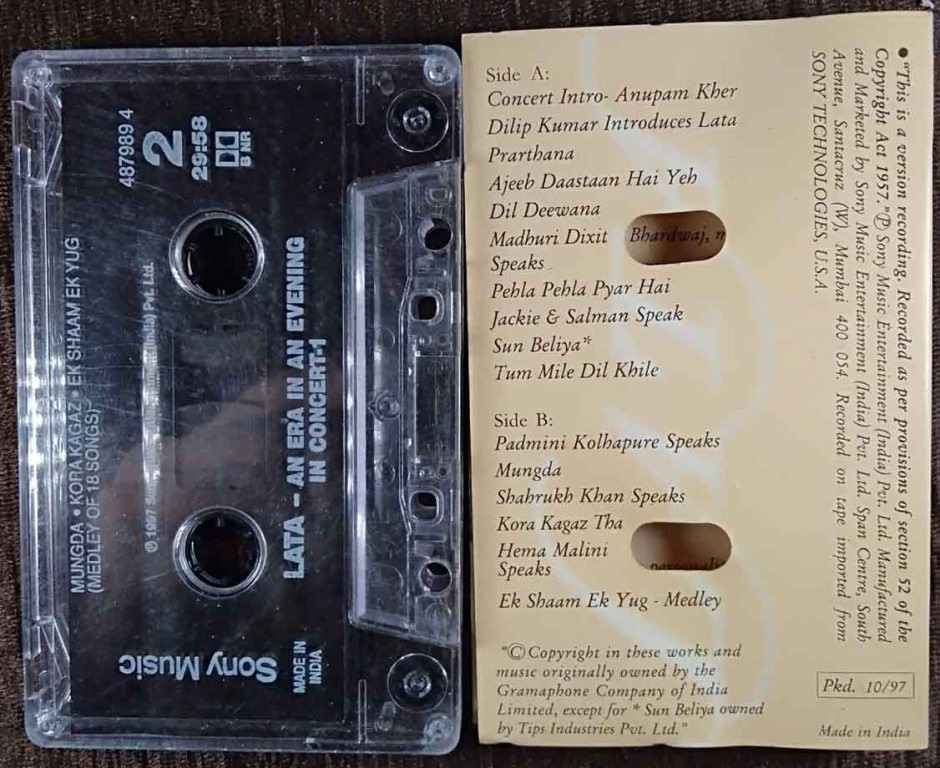 487989 4
2
29:58
B NR
MUNGDA • KORA KAGAZ • EK SHAAM EK YUG
(MEDLEY OF 18 SONGS)
℗ 1997 Pvt. Ltd.
LATA – AN ERA IN AN EVENING
IN CONCERT-1
Sony Music
MADE IN
INDIA
Side A:
Concert Intro- Anupam Kher
Dilip Kumar Introduces Lata
Prarthana
Ajeeb Daastaan Hai Yeh
Dil Deewana
Madhuri Dixit
Speaks
Bhardwaj,
Pehla Pehla Pyar Hai
Jackie & Salman Speak
Sun Beliya*
Tum Mile Dil Khile
Side B:
Padmini Kolhapure Speaks
Mungda
Shahrukh Khan Speaks
Kora Kagaz Tha
Hema Malini
Speaks
Ek Shaam Ek Yug - Medley
"© Copyright in these works and
music originally owned by the
Gramaphone Company of India
Limited, except for * Sun Beliya owned
by Tips Industries Pvt. Ltd."
• "This is a version recording. Recorded as per provisions of section 52 of the
Copyright Act 1957." ℗ Sony Music Entertainment (India) Pvt. Ltd. Manufactured
and Marketed by Sony Music Entertainment (India) Pvt. Ltd. Span Centre, South
Avenue, Santacruz (W), Mumbai 400 054. Recorded on tape imported from
SONY TECHNOLOGIES, U.S.A.
Pkd. 10/97
Made in India